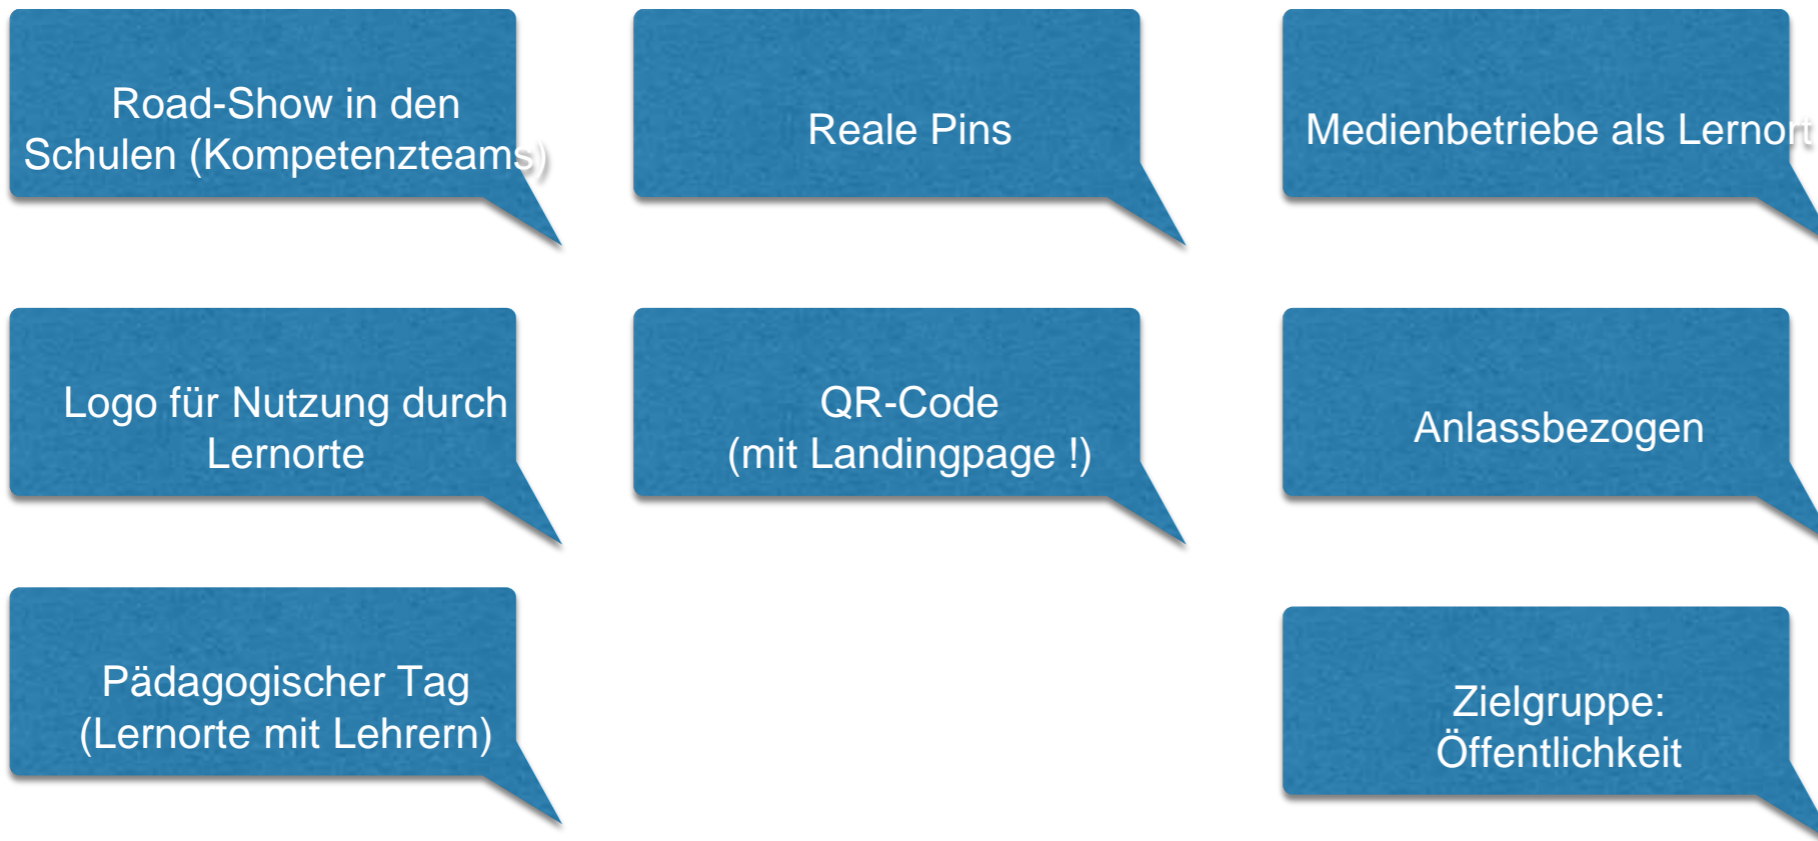 Road-Show in den
Schulen (Kompetenzteams)
Reale Pins
Medienbetriebe als Lernort
Logo für Nutzung durch
Lernorte
QR-Code
(mit Landingpage !)
Anlassbezogen
Pädagogischer Tag
(Lernorte mit Lehrern)
Zielgruppe:
Öffentlichkeit